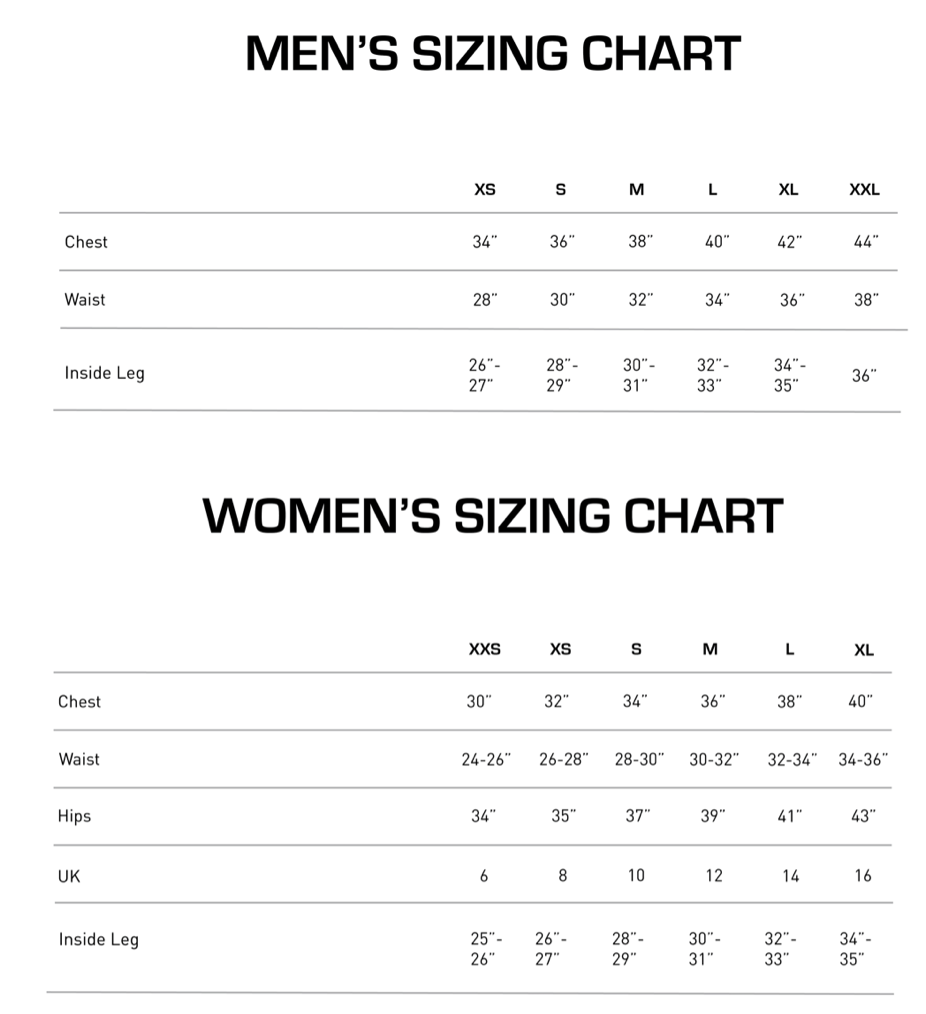 MEN’S SIZING CHART
XS S M L XL XXL
Chest 34” 36” 38” 40” 42” 44”
Waist 28” 30” 32” 34” 36” 38”
Inside Leg 26”-27” 28”-29” 30”-31” 32”-33” 34”-35” 36”
WOMEN’S SIZING CHART
XXS XS S M L XL
Chest 30” 32” 34” 36” 38” 40”
Waist 24-26” 26-28” 28-30” 30-32” 32-34” 34-36”
Hips 34” 35” 37” 39” 41” 43”
UK 6 8 10 12 14 16
Inside Leg 25”-26” 26”-27” 28”-29” 30”-31” 32”-33” 34”-35”